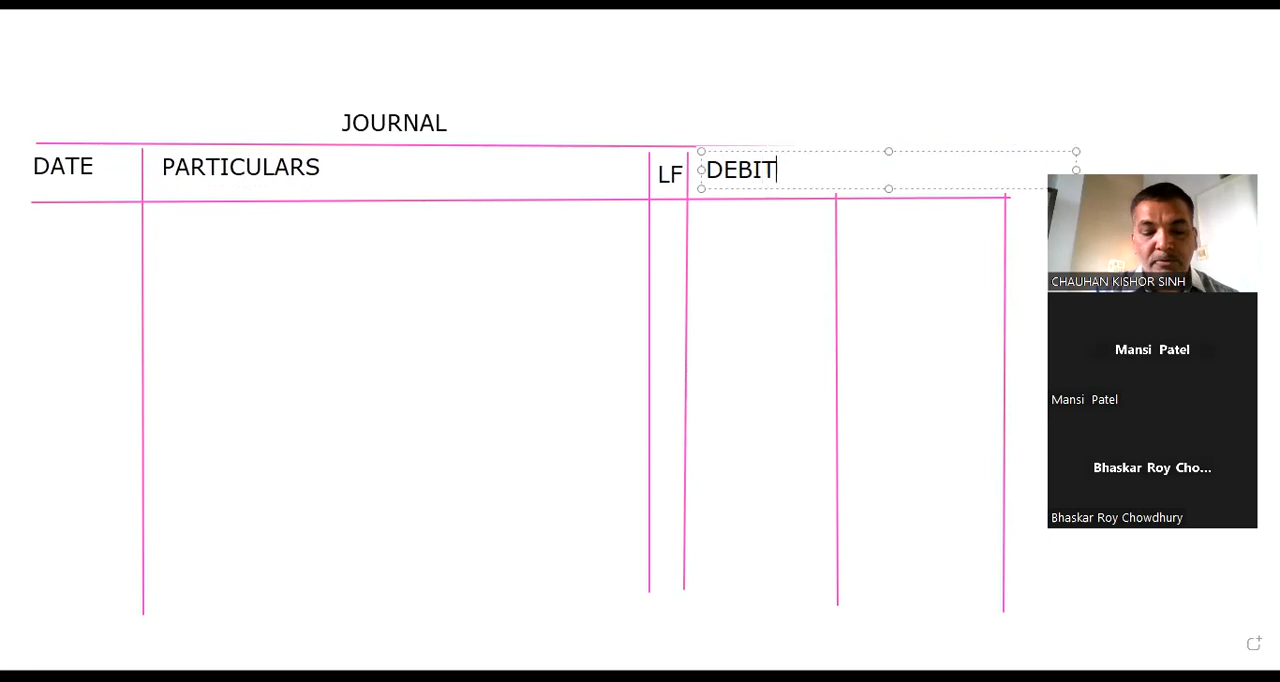 JOURNAL
DATE PARTICULARS LF DEBIT
CHAUHAN KISHOR SINH
Mansi Patel
Mansi Patel
Bhaskar Roy Cho...
Bhaskar Roy Chowdhury